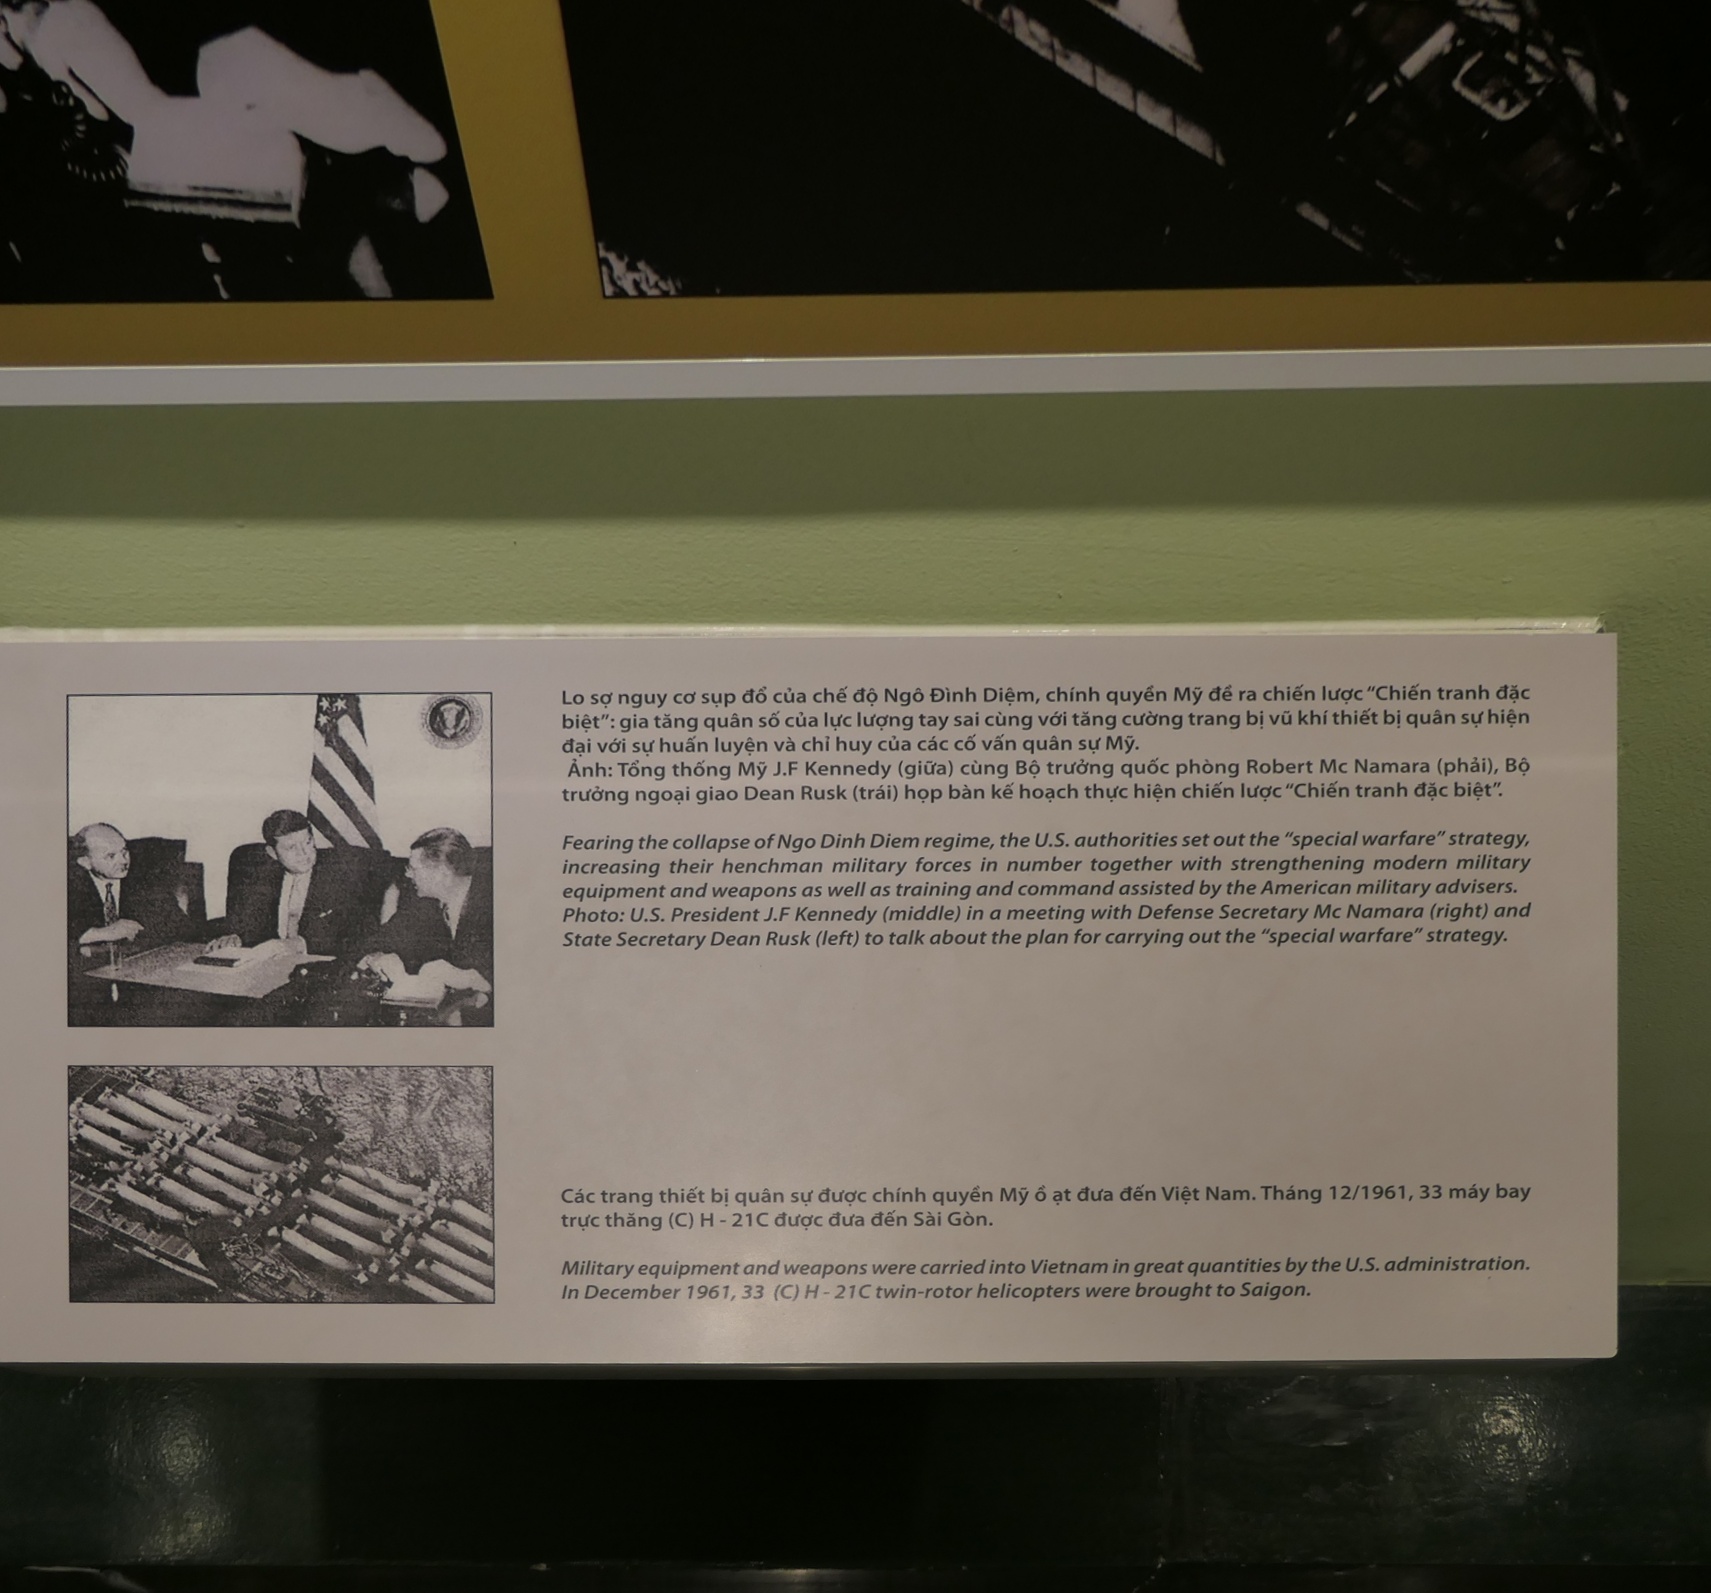 Lo sợ nguy cơ sụp đổ của chế độ Ngô Đình Diệm, chính quyền Mỹ đề ra chiến lược “Chiến tranh đặc
biệt”: gia tăng quân số của lực lượng tay sai cùng với tăng cường trang bị vũ khí thiết bị quân sự hiện
đại với sự huấn luyện và chỉ huy của các cố vấn quân sự Mỹ.
Ảnh: Tổng thống Mỹ J.F Kennedy (giữa) cùng Bộ trưởng quốc phòng Robert Mc Namara (phải), Bộ
trưởng ngoại giao Dean Rusk (trái) họp bàn kế hoạch thực hiện chiến lược “Chiến tranh đặc biệt”.
Fearing the collapse of Ngo Dinh Diem regime, the U.S. authorities set out the “special warfare” strategy,
increasing their henchman military forces in number together with strengthening modern military
equipment and weapons as well as training and command assisted by the American military advisers.
Photo: U.S. President J.F Kennedy (middle) in a meeting with Defense Secretary Mc Namara (right) and
State Secretary Dean Rusk (left) to talk about the plan for carrying out the “special warfare” strategy.
Các trang thiết bị quân sự được chính quyền Mỹ ồ ạt đưa đến Việt Nam. Tháng 12/1961, 33 máy bay
trực thăng (C) H - 21C được đưa đến Sài Gòn.
Military equipment and weapons were carried into Vietnam in great quantities by the U.S. administration.
In December 1961, 33 (C) H - 21C twin-rotor helicopters were brought to Saigon.